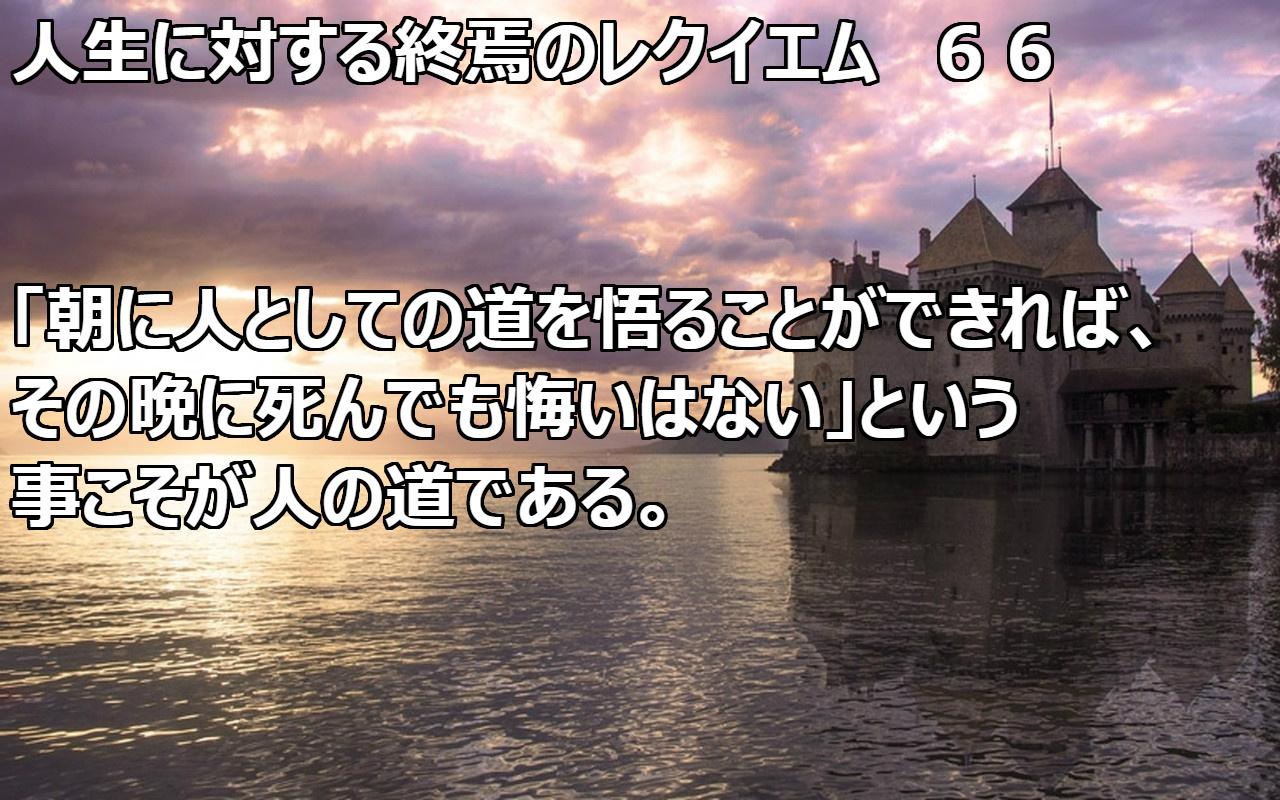 人生に対する終焉のレクイエム　６６
「朝に人としての道を悟ることができれば、
その晩に死んでも悔いはない」という
事こそが人の道である。